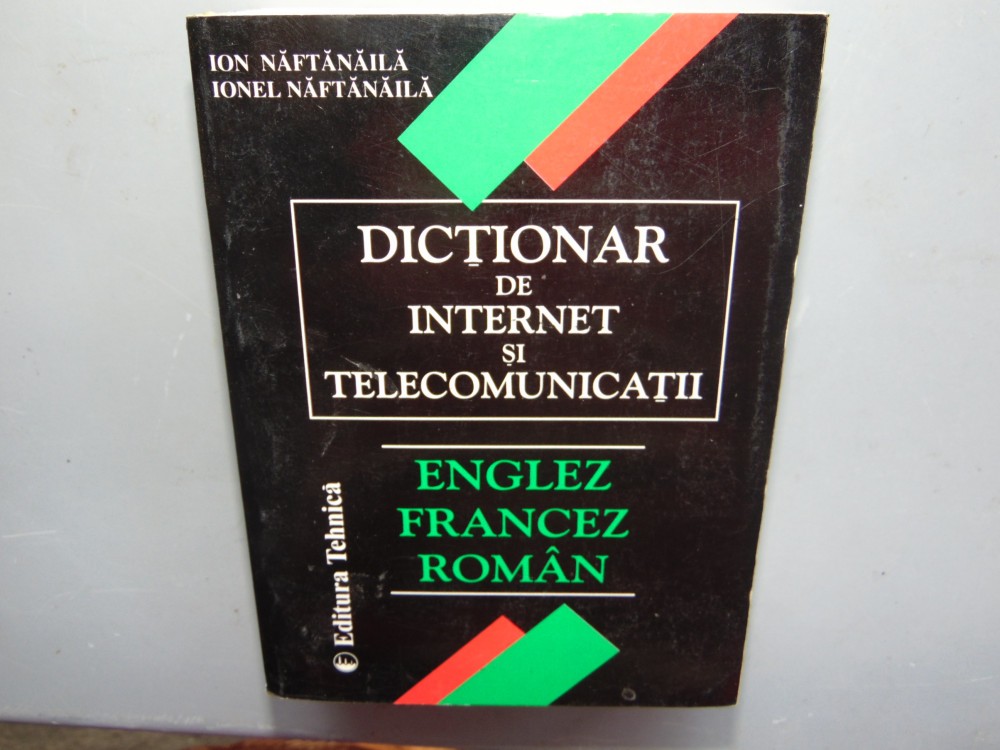 ION NĂFTĂNĂILĂ
IONEL NĂFTĂNĂILĂ
DICȚIONAR
DE
INTERNET
ȘI
TELECOMUNICAȚII
ENGLEZ
FRANCEZ
ROMÂN
Editura Tehnică